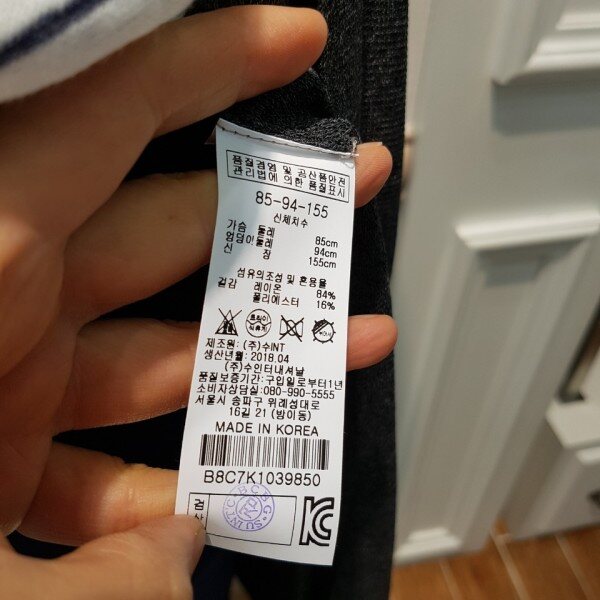 품질경영 및 공산품안전
관리법에 의한 품질표시
85-94-155
신체치수
가슴 둘레 85cm
엉덩이둘레 94cm
신 장 155cm
섬유의조성 및 혼용율
겉감 레이온 84%
폴리에스터 16%
제조원: (주)수INT
생산년월: 2018.04
(주)수인터내셔날
품질보증기간: 구입일로부터1년
소비자상담실:080-990-5555
서울시 송파구 위례성대로
16길 21 (방이동)
MADE IN KOREA
B8C7K1039850
검